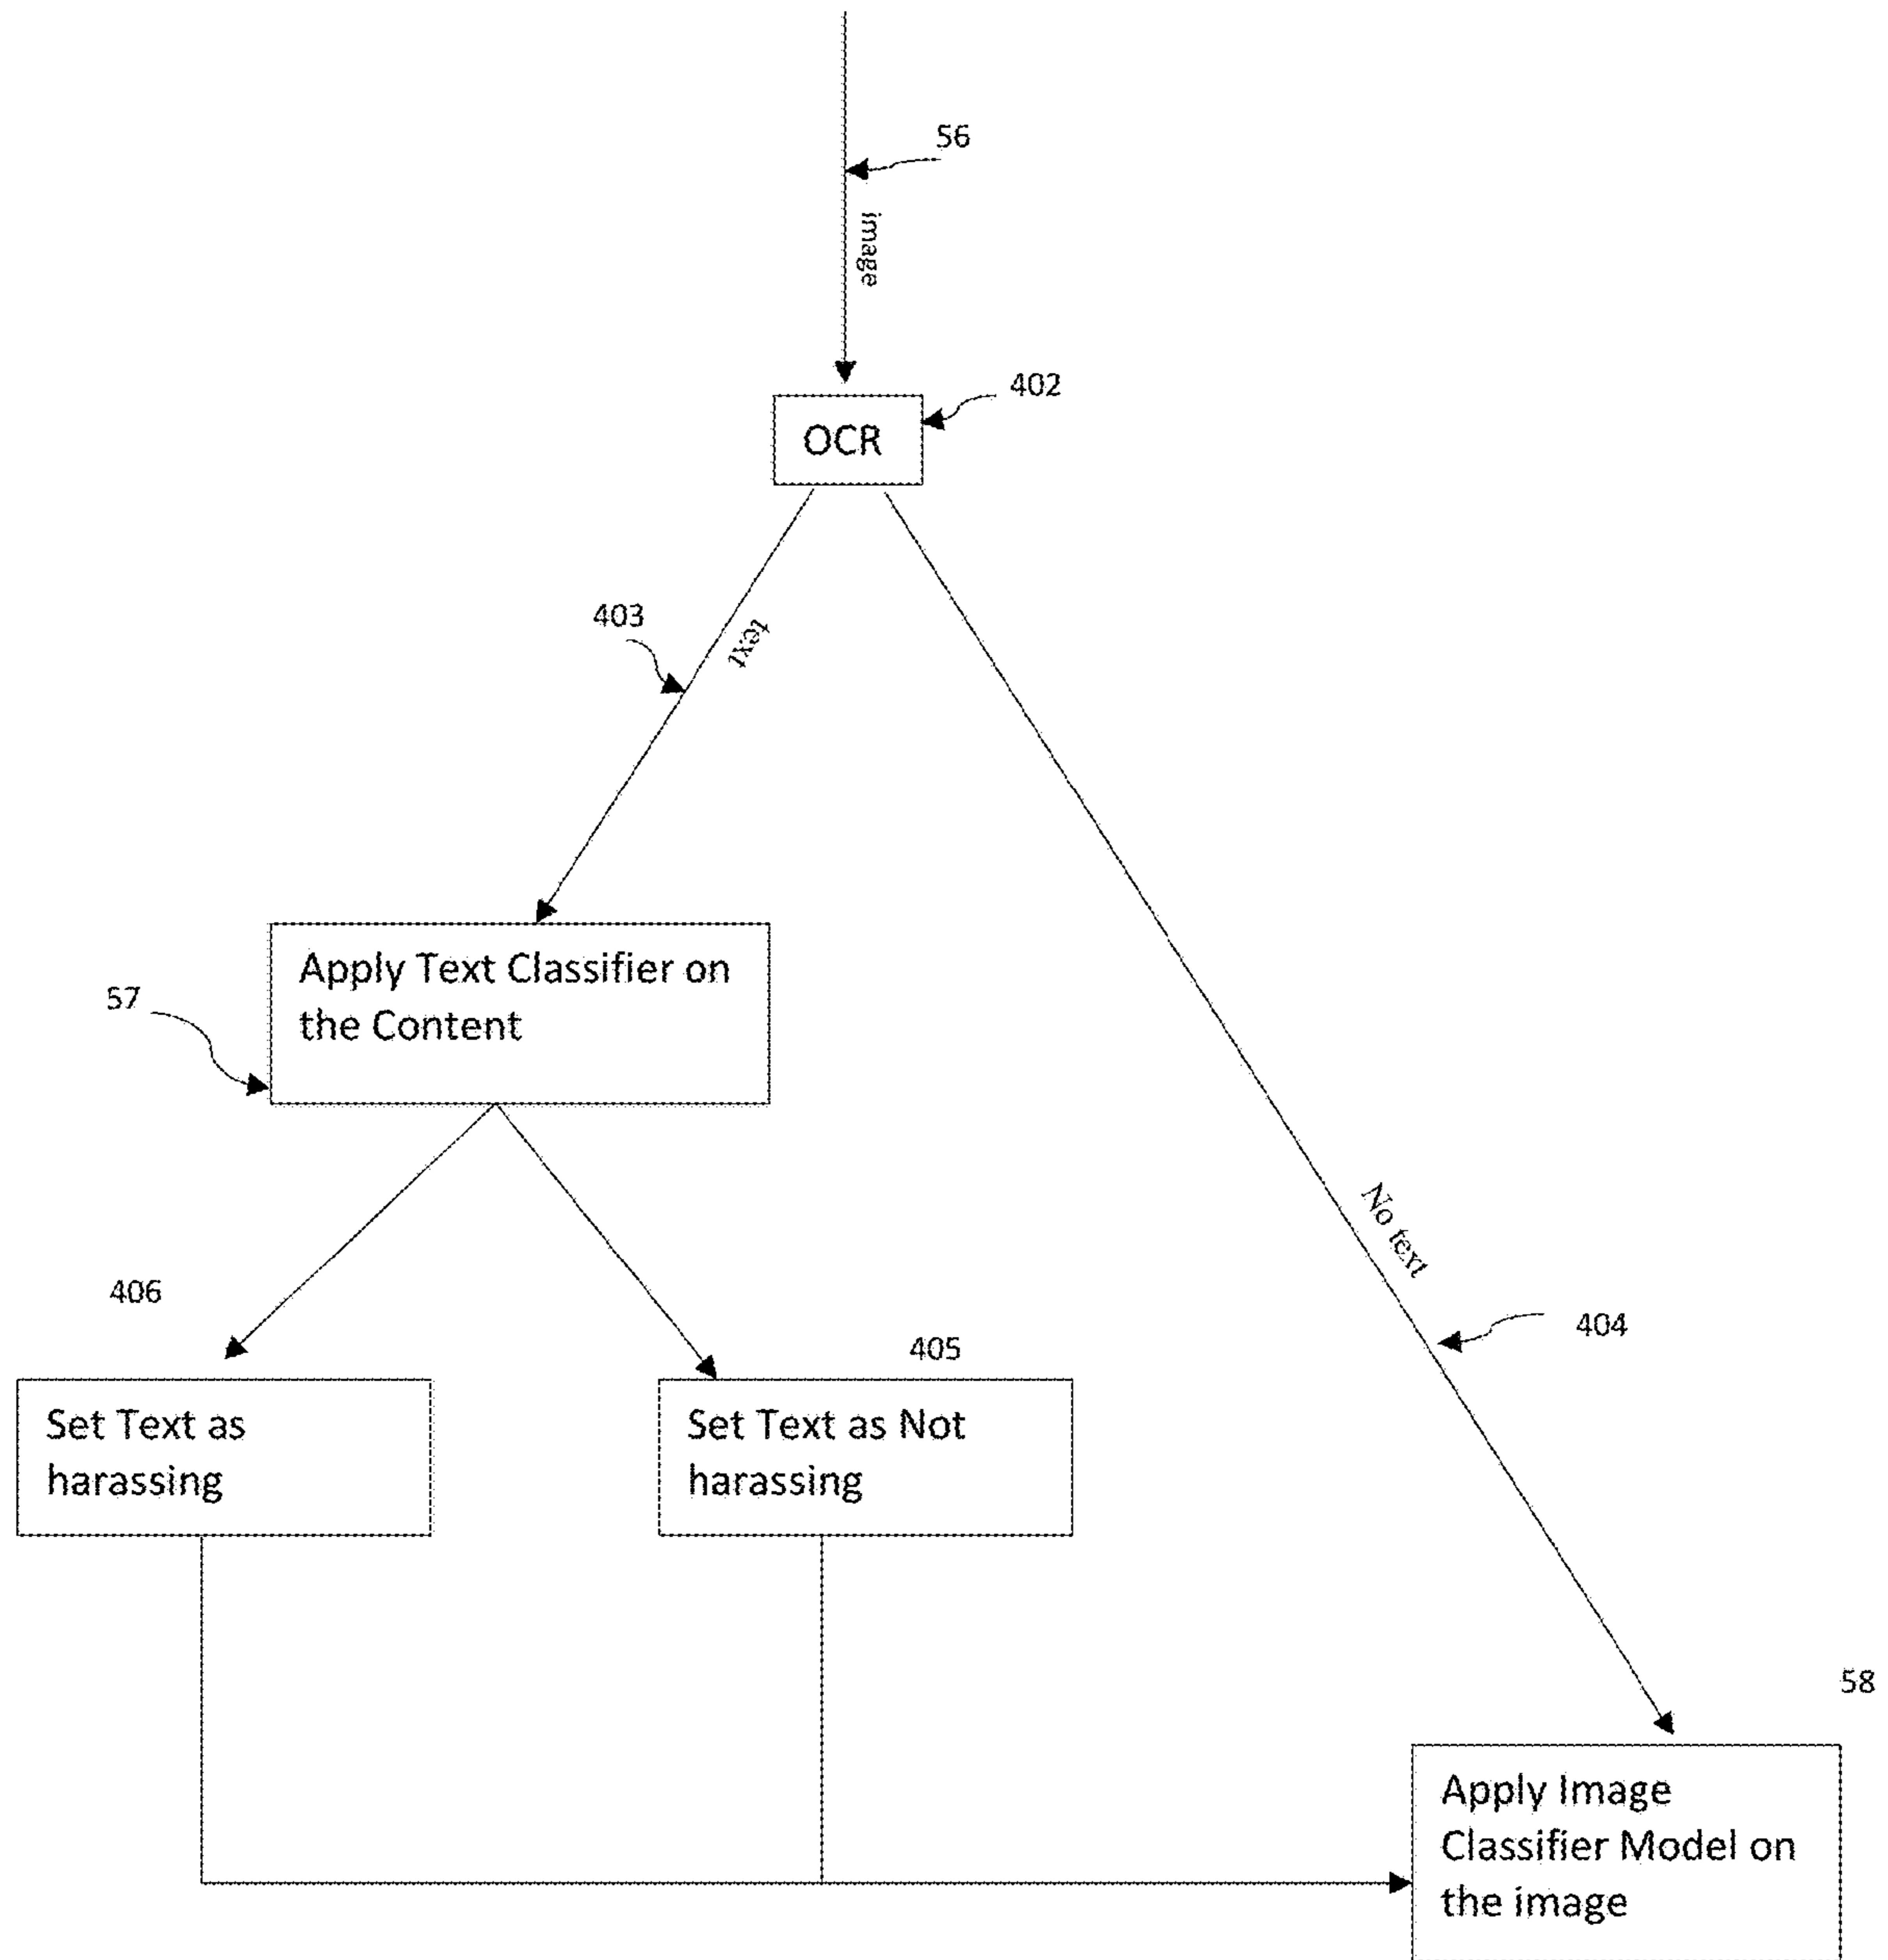 56
image
402
OCR
403
text
Apply Text Classifier on
the Content
57
No text
406
404
405
Set Text as
harassing
Set Text as Not
harassing
58
Apply Image
Classifier Model on
the image